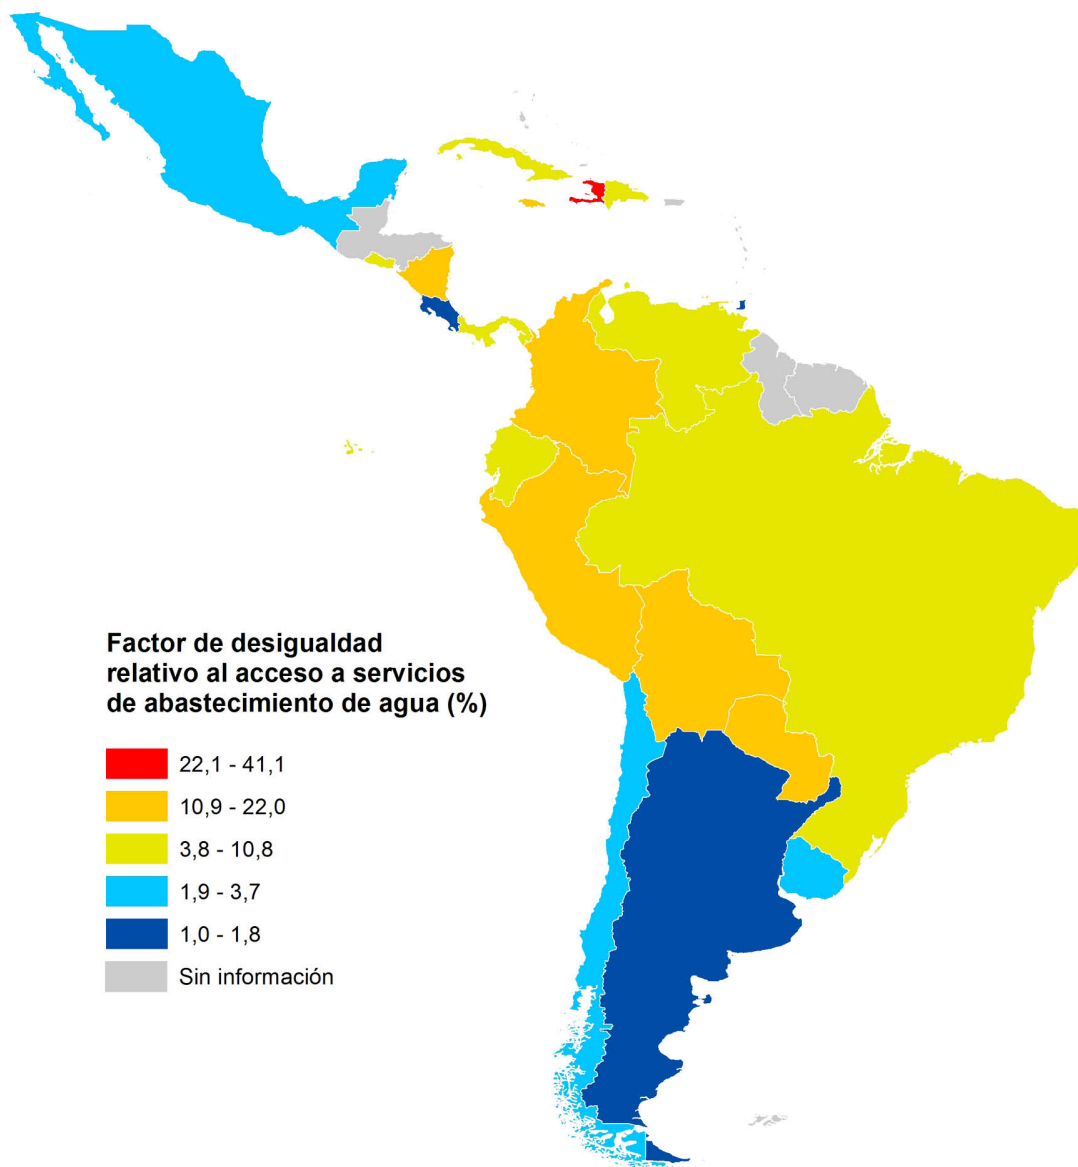 Factor de desigualdad
relativo al acceso a servicios
de abastecimiento de agua (%)
22,1 - 41,1
10,9 - 22,0
3,8 - 10,8
1,9 - 3,7
1,0 - 1,8
Sin información